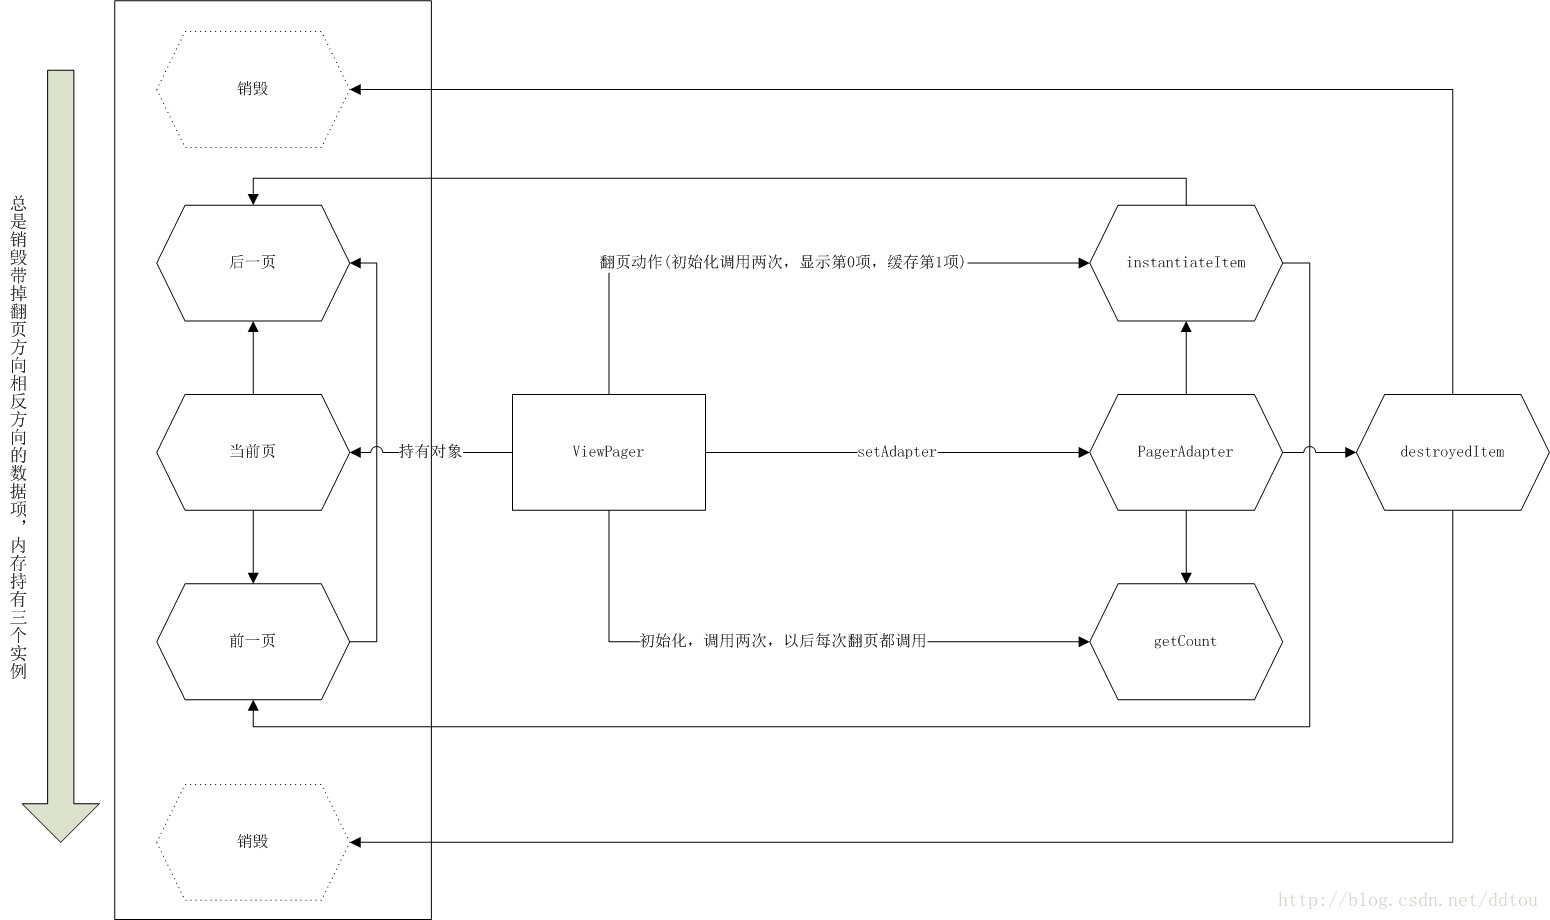 销毁
总是销毁带掉翻页方向相反方向的数据项，内存持有三个实例
后一页
翻页动作(初始化调用两次，显示第0项，缓存第1项)
instantiateItem
当前页
持有对象
ViewPager
setAdapter
PagerAdapter
destroyedItem
前一页
初始化，调用两次，以后每次翻页都调用
getCount
销毁
http://blog.csdn.net/ddtou